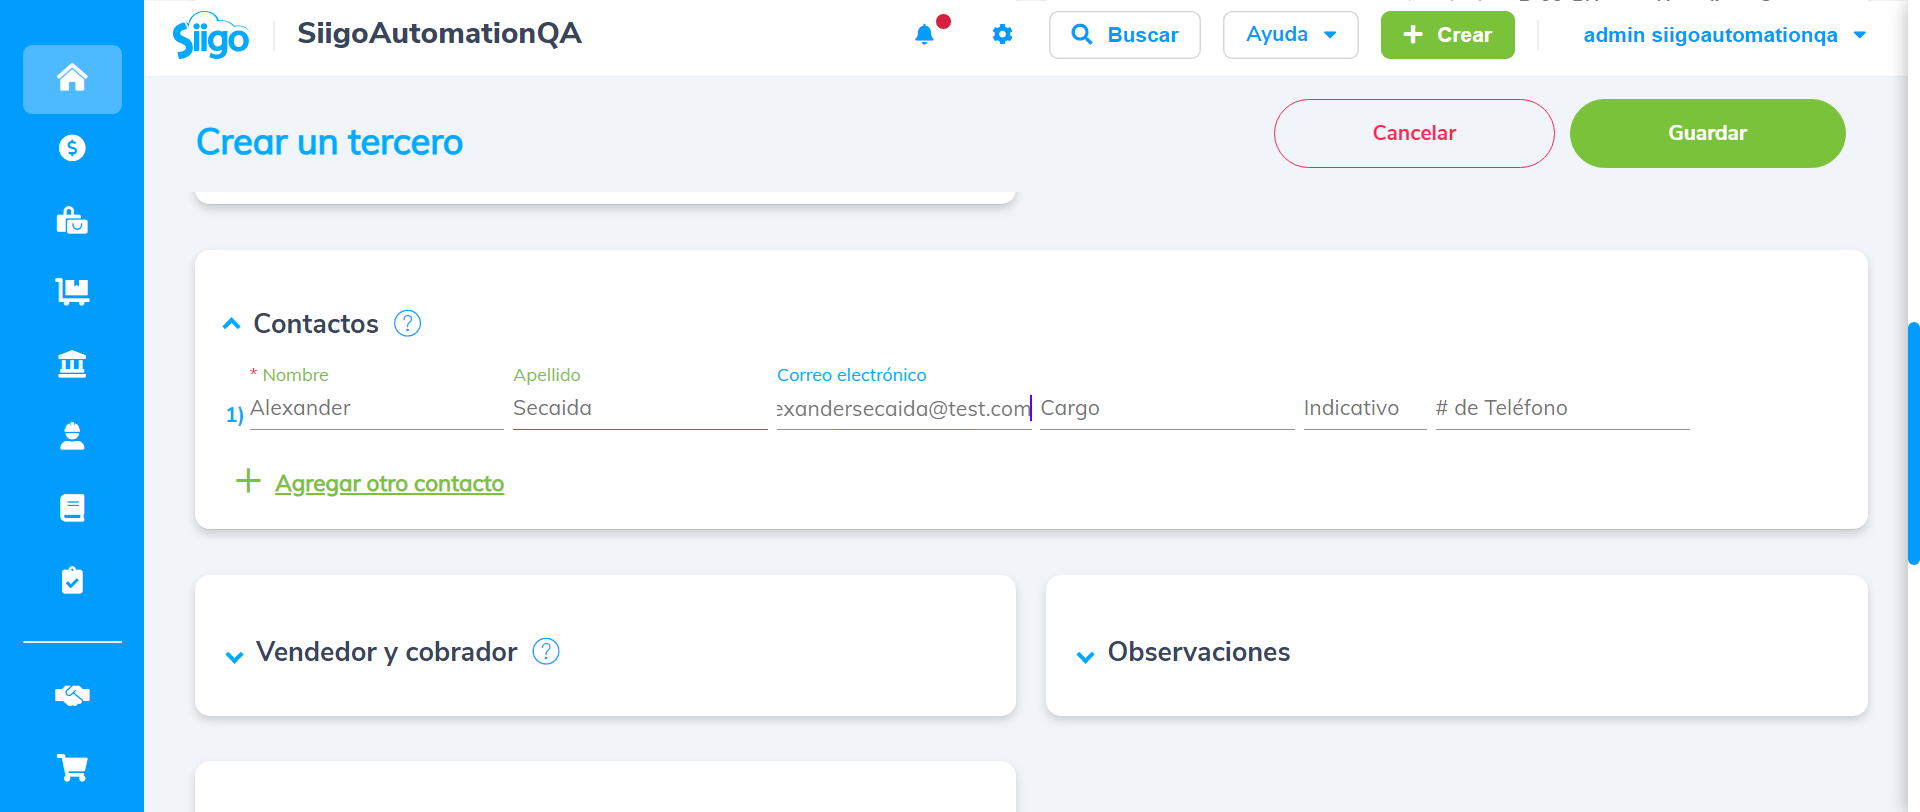 Siigo
SiigoAutomationQA
Buscar
Ayuda
Crear
admin siigoautomationqa
Crear un tercero
Cancelar
Guardar
Contactos ?
* Nombre
Apellido
Correo electrónico
1) Alexander
Secaida
exandersecaida@test.com
Cargo
Indicativo
# de Teléfono
Agregar otro contacto
Vendedor y cobrador ?
Observaciones